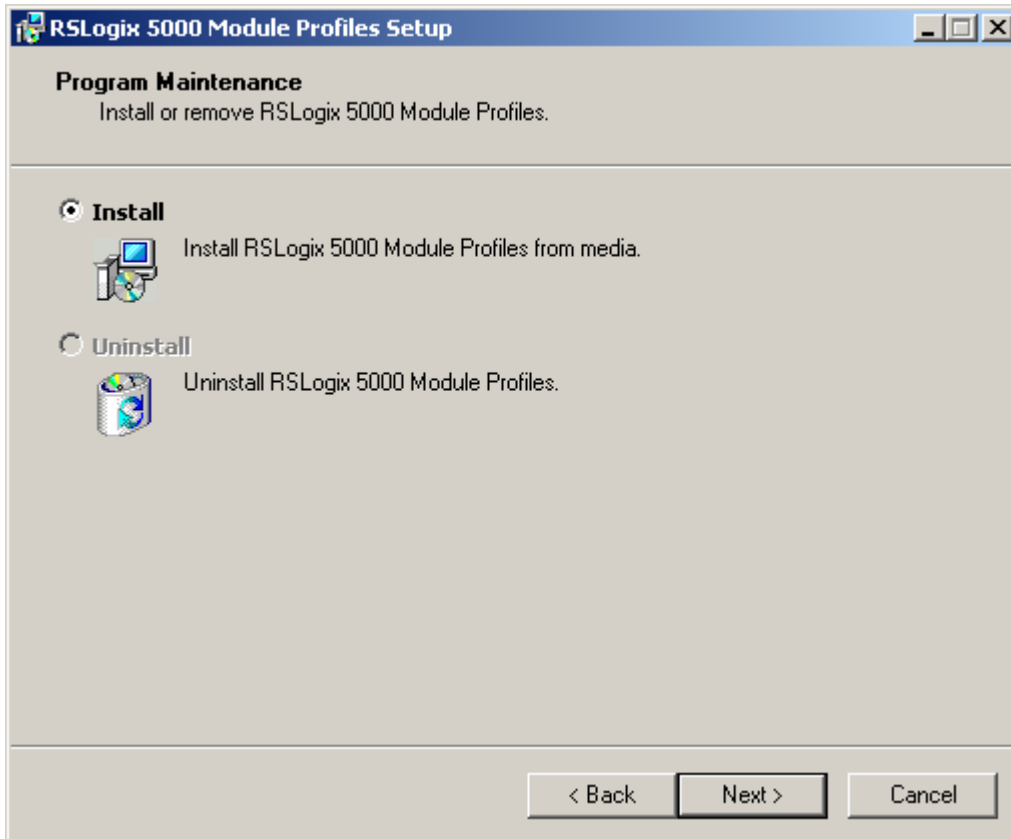 RSLogix 5000 Module Profiles Setup
Program Maintenance
Install or remove RSLogix 5000 Module Profiles.
Install
Install RSLogix 5000 Module Profiles from media.
Uninstall
Uninstall RSLogix 5000 Module Profiles.
< Back Next > Cancel